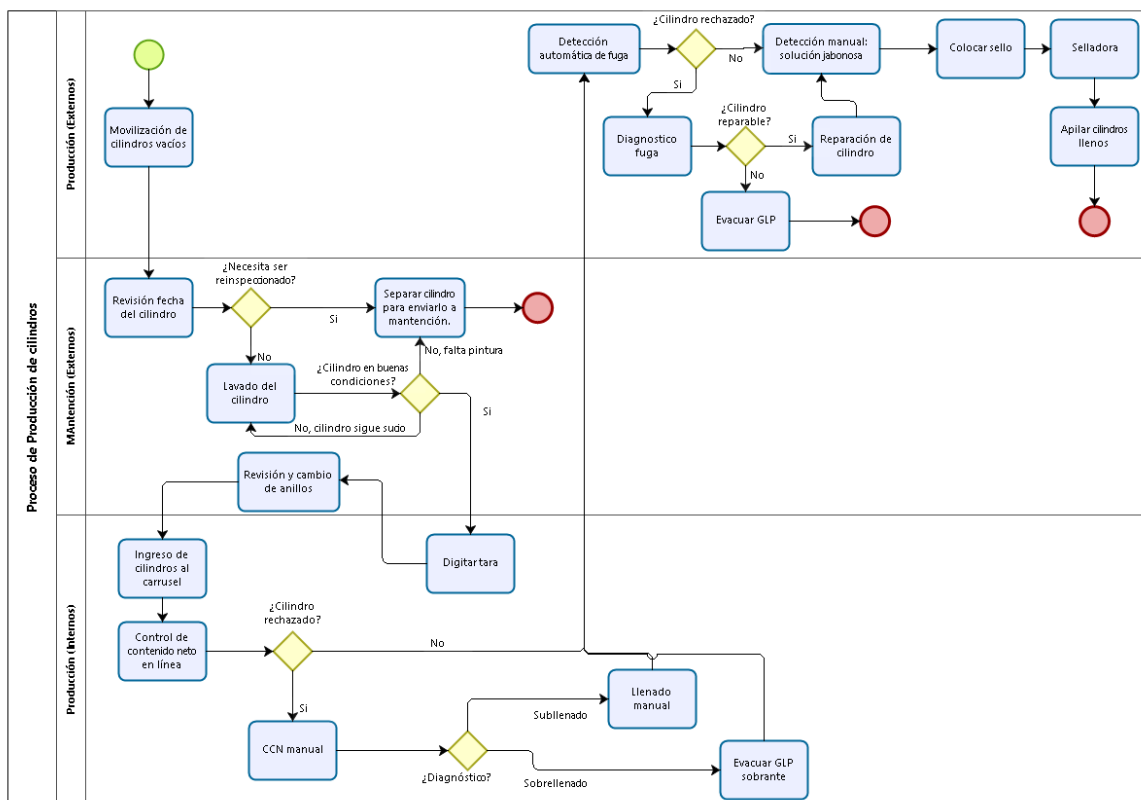 Proceso de Producción de cilindros
Producción (Externos)
Movilización de
cilindros vacíos
Detección
automática de fuga
¿Cilindro rechazado?
No
Si
Detección manual:
solución jabonosa
Colocar sello
Selladora
Diagnostico
fuga
¿Cilindro
reparable?
Si
No
Reparación de
cilindro
Apilar cilindros
llenos
Evacuar GLP
MAntención (Externos)
Revisión fecha
del cilindro
¿Necesita ser
reinspeccionado?
Si
No
Separar cilindro
para enviarlo a
mantención.
No, falta pintura
Lavado del
cilindro
¿Cilindro en buenas
condiciones?
Si
No, cilindro sigue sucio
Revisión y cambio
de anillos
Producción (Internos)
Ingreso de
cilindros al
carrusel
Digitar tara
Control de
contenido neto
en línea
¿Cilindro
rechazado?
No
Si
CCN manual
¿Diagnóstico?
Subllenado
Sobrellenado
Llenado
manual
Evacuar GLP
sobrante